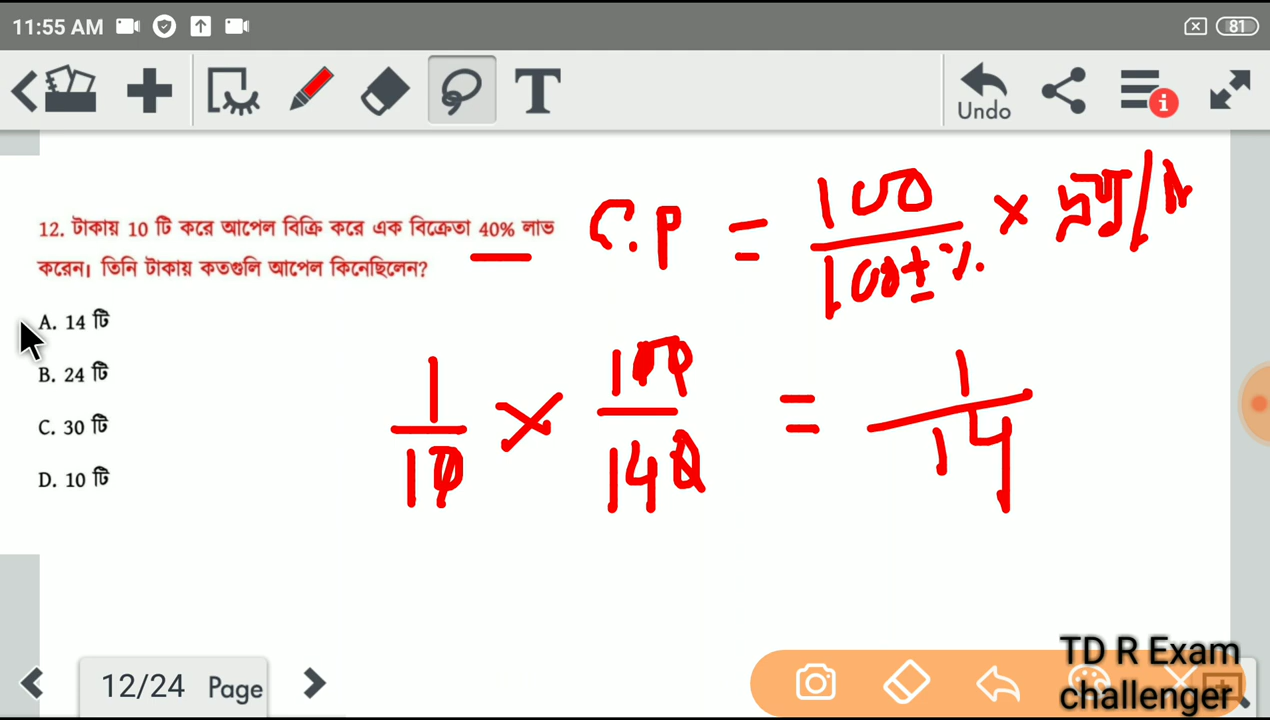 11:55 AM
81
T
Undo
i
12. টাকায় 10 টি করে আপেল বিক্রি করে এক বিক্রেতা 40% লাভ
করেন। তিনি টাকায় কতগুলি আপেল কিনেছিলেন?
A. 14 টি
B. 24 টি
C. 30 টি
D. 10 টি
C.P = 100/100±% ×
1/10 × 100/140 = 1/14
12/24 Page
TD R Exam
challenger